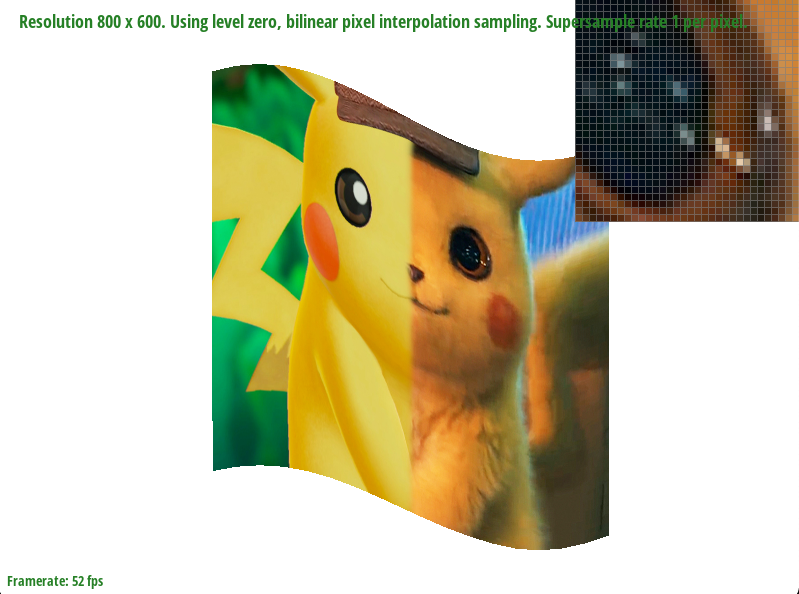 Resolution 800 x 600. Using level zero, bilinear pixel interpolation sampling. Supersample rate 1 per pixel.
Framerate: 52 fps